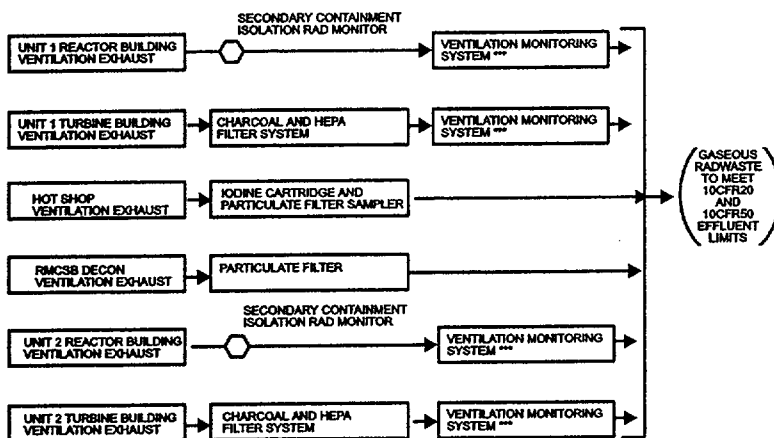 SECONDARY CONTAINMENT
ISOLATION RAD MONITOR
UNIT 1 REACTOR BUILDING
VENTILATION EXHAUST
VENTILATION MONITORING
SYSTEM ***
UNIT 1 TURBINE BUILDING
VENTILATION EXHAUST
CHARCOAL AND HEPA
FILTER SYSTEM
VENTILATION MONITORING
SYSTEM ***
HOT SHOP
VENTILATION EXHAUST
IODINE CARTRIDGE AND
PARTICULATE FILTER SAMPLER
GASEOUS
RADWASTE
TO MEET
10CFR20
AND
10CFR50
EFFLUENT
LIMITS
RMCSB DECON
VENTILATION EXHAUST
PARTICULATE FILTER
SECONDARY CONTAINMENT
ISOLATION RAD MONITOR
UNIT 2 REACTOR BUILDING
VENTILATION EXHAUST
VENTILATION MONITORING
SYSTEM ***
UNIT 2 TURBINE BUILDING
VENTILATION EXHAUST
CHARCOAL AND HEPA
FILTER SYSTEM
VENTILATION MONITORING
SYSTEM ***